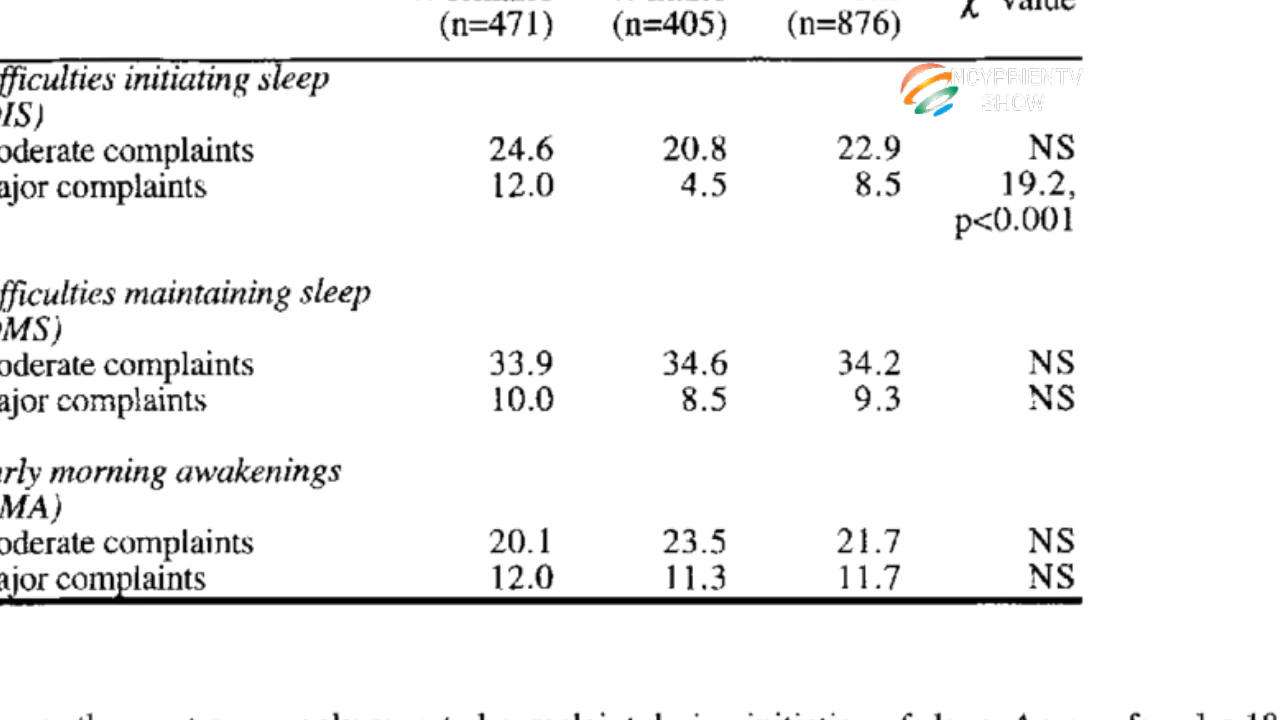 χ value
(n=471) (n=405) (n=876)
fficulties initiating sleep
IS)
NCYPRIENTV
SHOW
oderate complaints 24.6 20.8 22.9 NS
ajor complaints 12.0 4.5 8.5 19.2,
p<0.001
fficulties maintaining sleep
MS)
oderate complaints 33.9 34.6 34.2 NS
ajor complaints 10.0 8.5 9.3 NS
rly morning awakenings
MA)
oderate complaints 20.1 23.5 21.7 NS
ajor complaints 12.0 11.3 11.7 NS